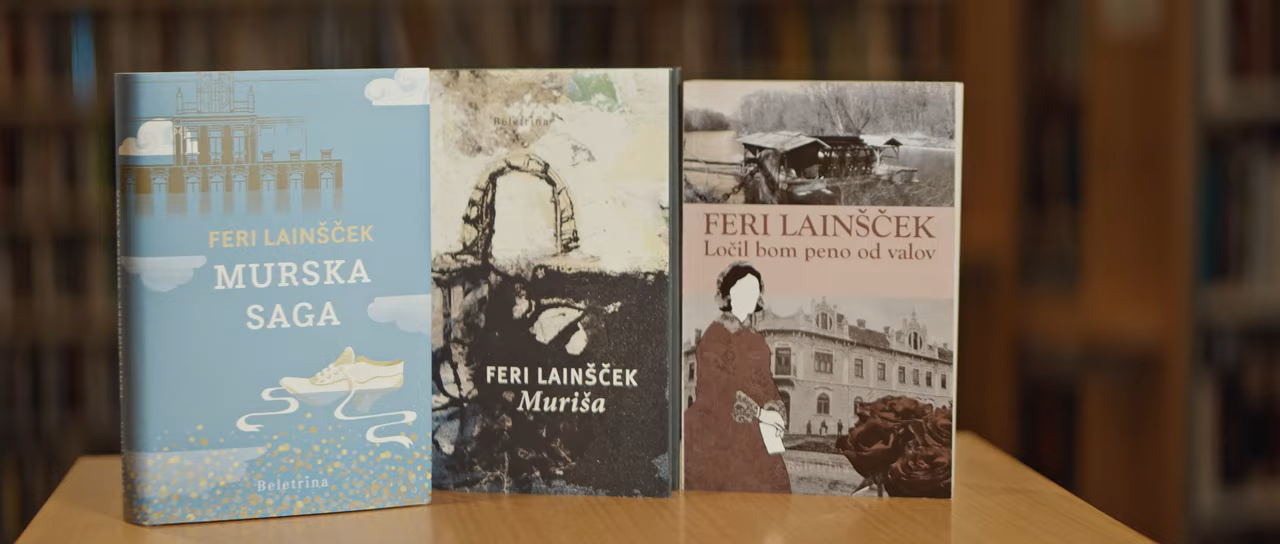 FERI LAINŠČEK
MURSKA
SAGA
Beletrina
Beletrina
FERI LAINŠČEK
Muriša
FERI LAINŠČEK
Ločil bom peno od valov